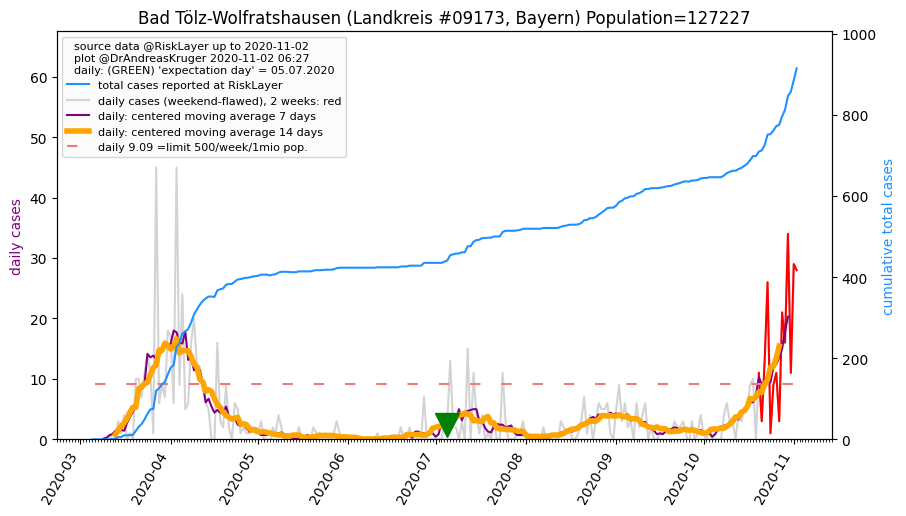 Bad Tölz-Wolfratshausen (Landkreis #09173, Bayern) Population=127227
source data @RiskLayer up to 2020-11-02
plot @DrAndreasKruger 2020-11-02 06:27
daily: (GREEN) 'expectation day' = 05.07.2020
total cases reported at RiskLayer
daily cases (weekend-flawed), 2 weeks: red
daily: centered moving average 7 days
daily: centered moving average 14 days
daily 9.09 =limit 500/week/1mio pop.
daily cases
60
50
40
30
20
10
0
cumulative total cases
1000
800
600
400
200
0
2020-03
2020-04
2020-05
2020-06
2020-07
2020-08
2020-09
2020-10
2020-11